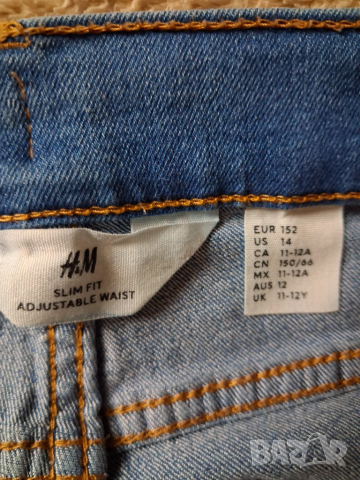 H&M
SLIM FIT
ADJUSTABLE WAIST
EUR 152
US 14
CA 11-12A
CN 150/66
MX 11-12A
AUS 12
UK 11-12Y
BAZAR